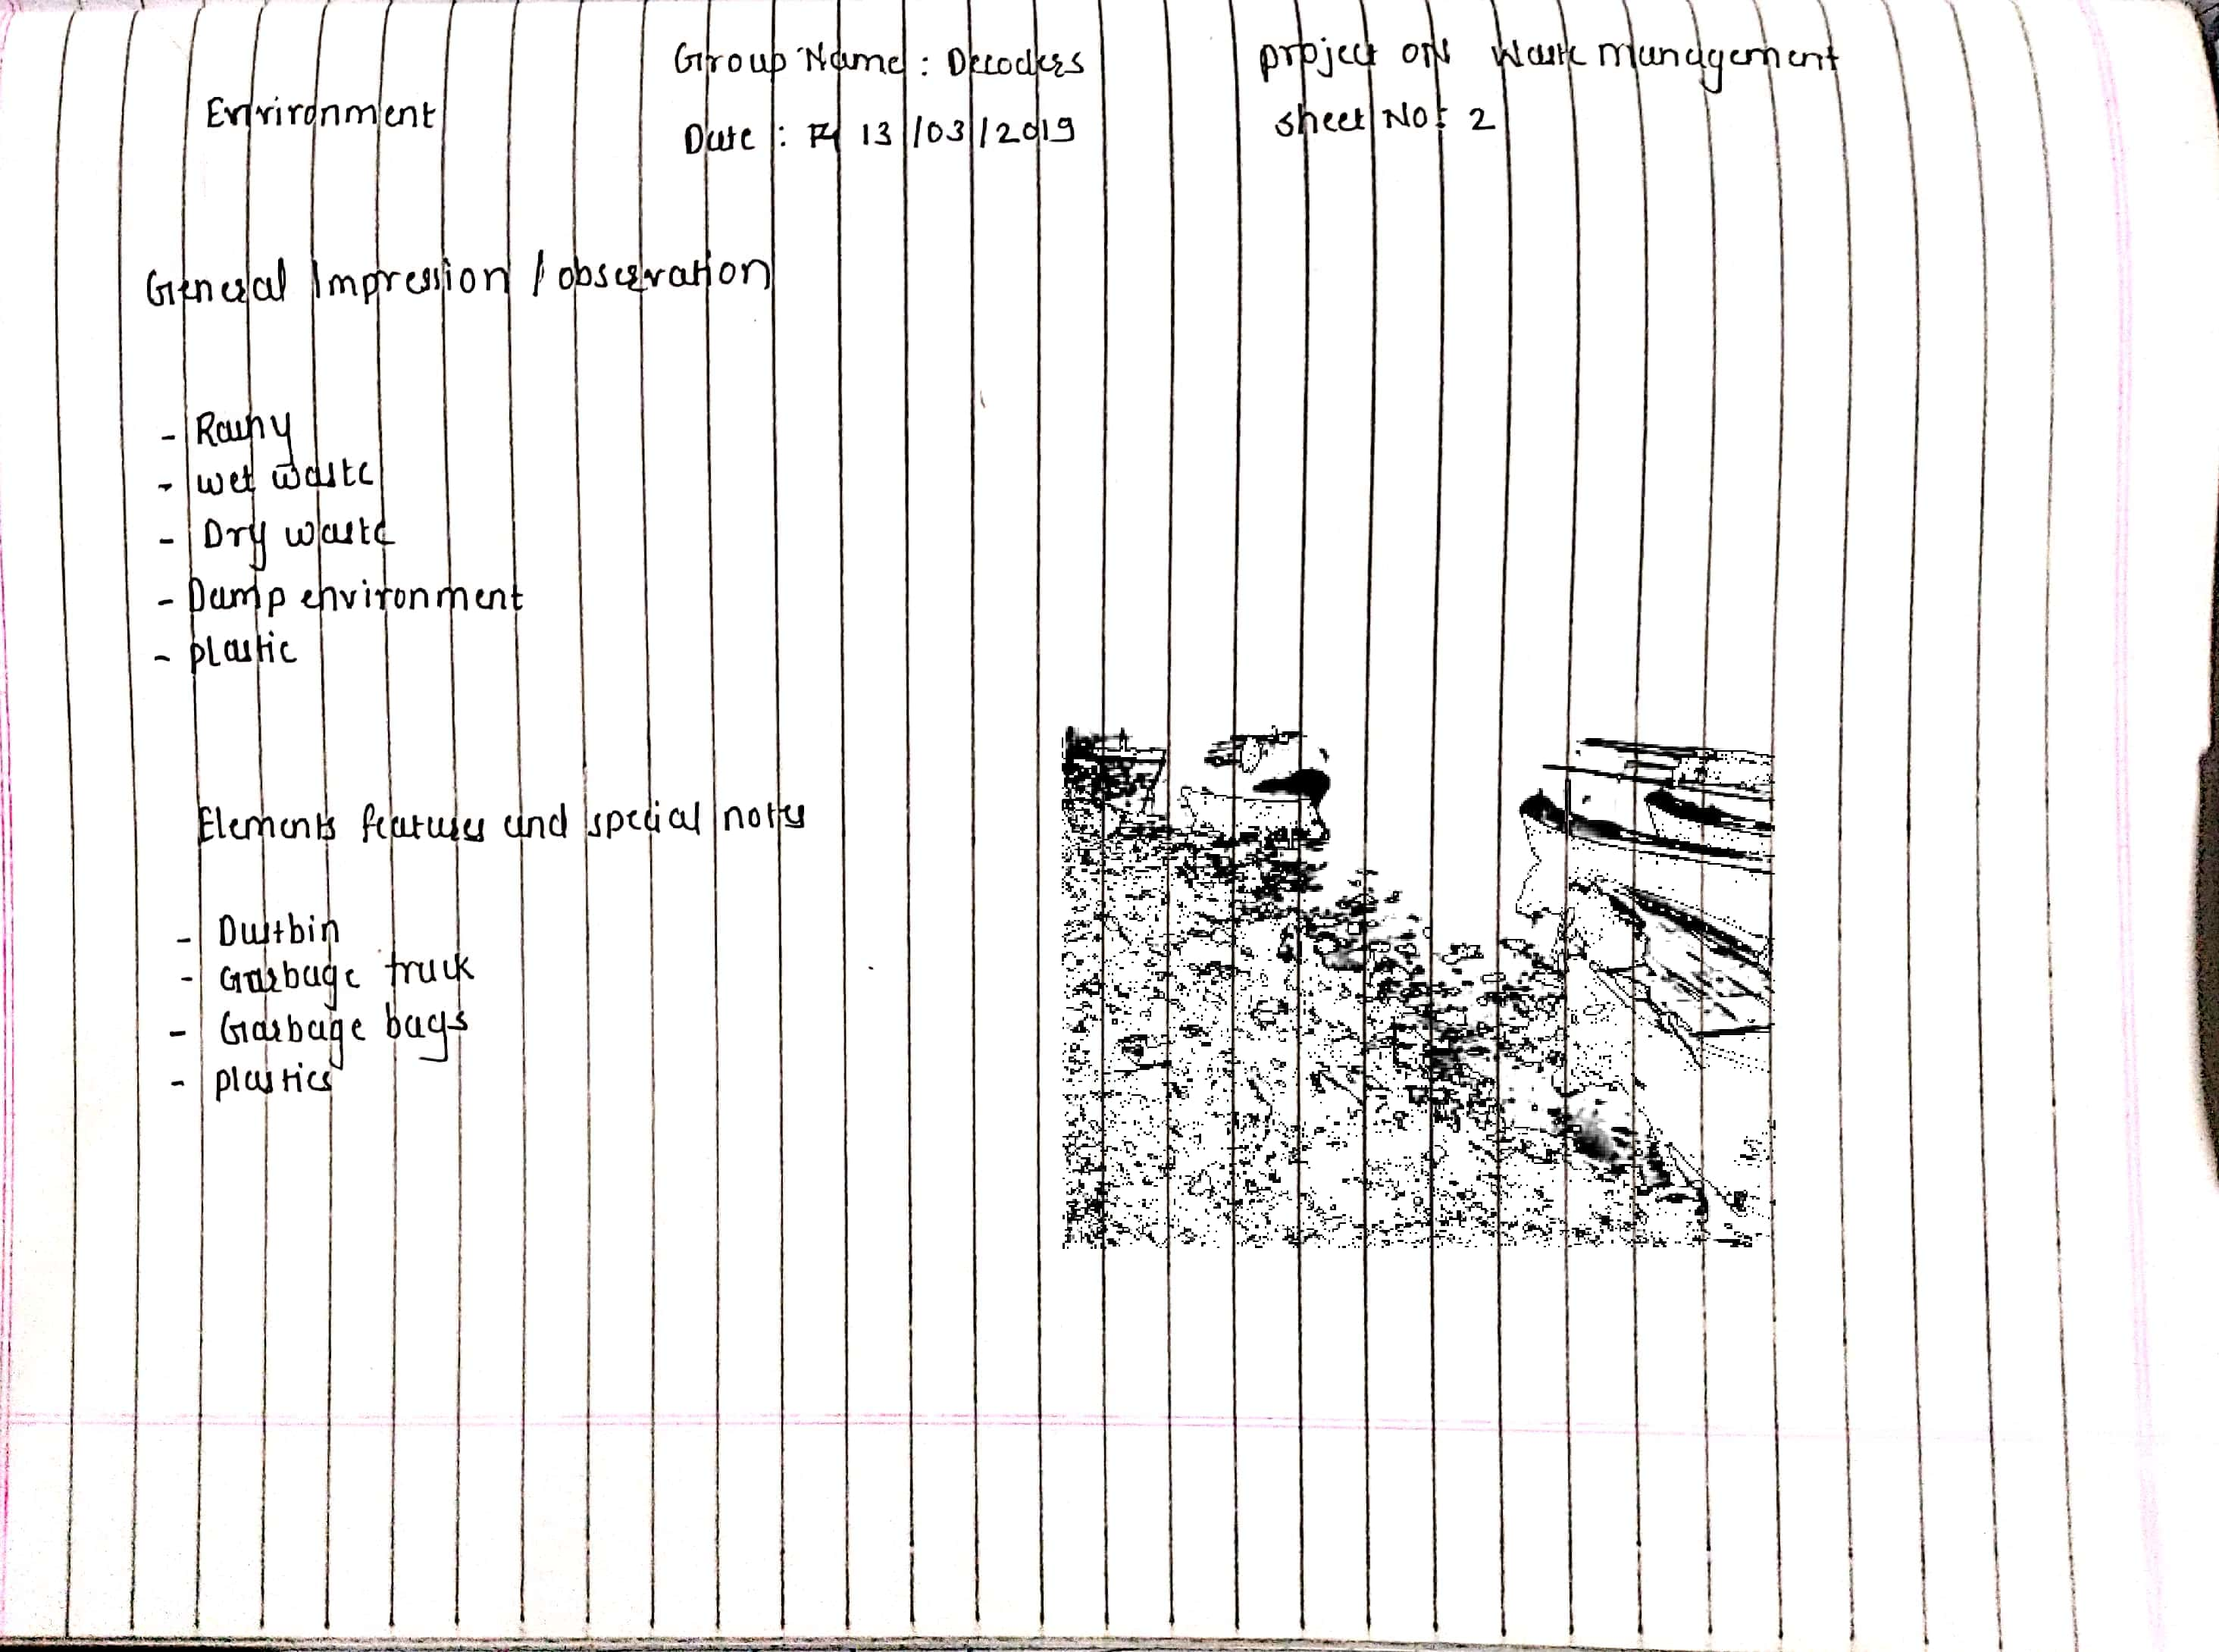 Environment
Group Name : Decoders
project on Waste management
Date : 13/03/2019
sheet No: 2
General Impression / observation
- Rainy
- wet waste
- Dry waste
- Damp environment
- plastic
Elements features and special notes
- Dustbin
- Garbage truck
- Garbage bags
- plastics